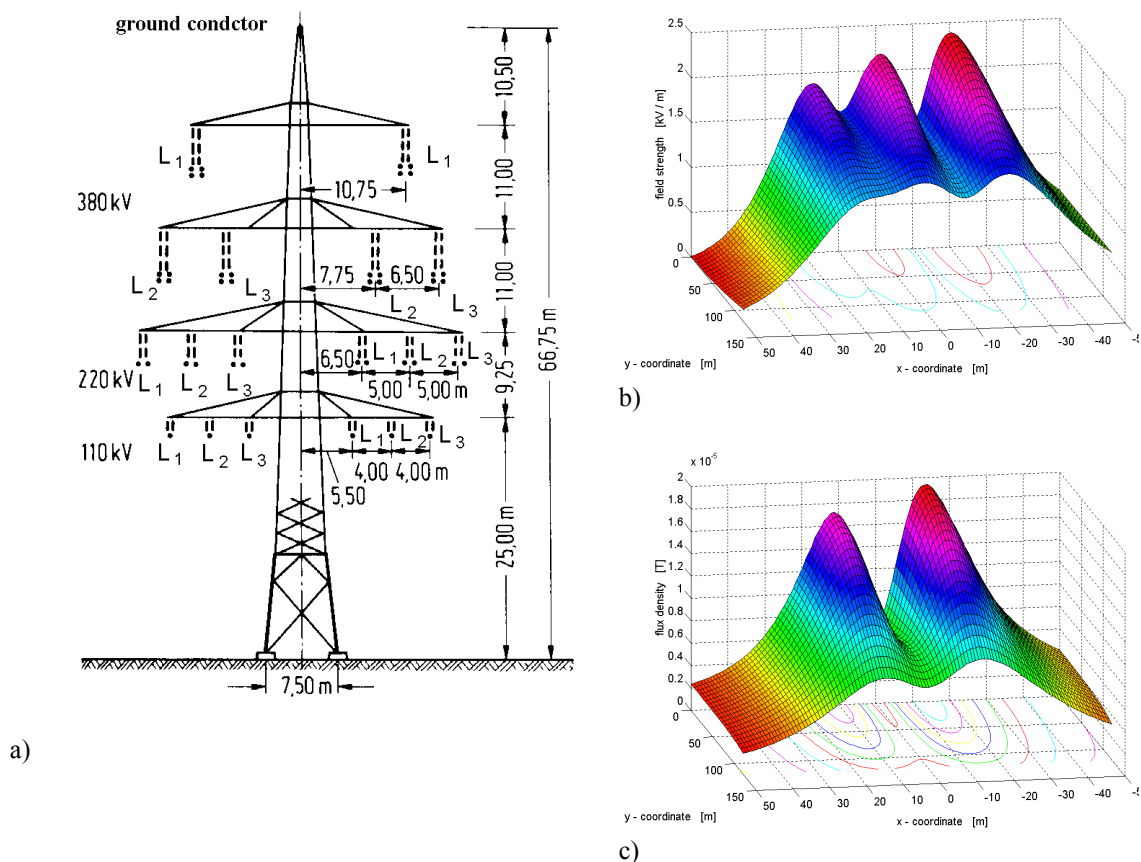 ground condctor
10,50
L1
L1
10,75
11,00
380 kV
L2
L3
7,75
6,50
L2
L3
11,00
66,75 m
6,50
L1
L2
L3
5,00
5,00 m
9,25
220 kV
L1
L2
L3
110 kV
L1
L2
L3
L1
L2
L3
4,00
4,00 m
5,50
25,00 m
7,50 m
a)
2.5
2
1.5
1
0.5
0
field strength [kV / m]
0
50
100
150
y - coordinate [m]
50
40
30
20
10
0
-10
-20
-30
-40
-5
x - coordinate [m]
b)
x 10-5
2
1.8
1.6
1.4
1.2
1
0.8
0.6
0.4
0.2
0
flux density [T]
0
50
100
150
y - coordinate [m]
50
40
30
20
10
0
-10
-20
-30
-40
-5
x - coordinate [m]
c)